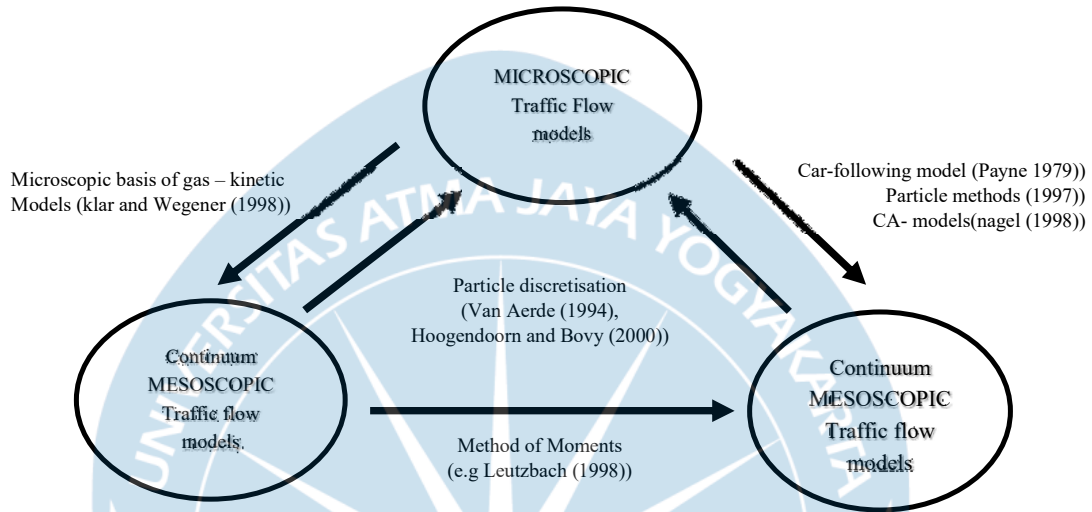 MICROSCOPIC
Traffic Flow
models
Microscopic basis of gas – kinetic
Models (klar and Wegener (1998))
Car-following model (Payne 1979))
Particle methods (1997)
CA- models(nagel (1998))
Particle discretisation
(Van Aerde (1994),
Hoogendoorn and Bovy (2000))
Continuum
MESOSCOPIC
Traffic flow
models.
Continuum
MESOSCOPIC
Traffic flow
models
Method of Moments
(e.g Leutzbach (1998))
UNIVERSITAS ATMA JAYA YOGYAKARTA